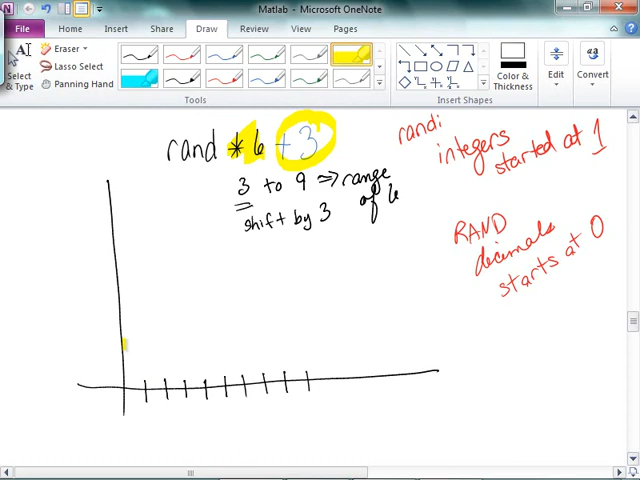 Matlab - Microsoft OneNote
File Home Insert Share Draw Review View
Select & Type
Eraser
Lasso Select
Panning Hand
Color & Thickness
Edit
Convert
Tools
Insert Shapes
rand * 6 + 3
3 to 9 ⇒ range of 6
shift by 3
randi
integers
started at 1
RAND
decimals
starts at 0